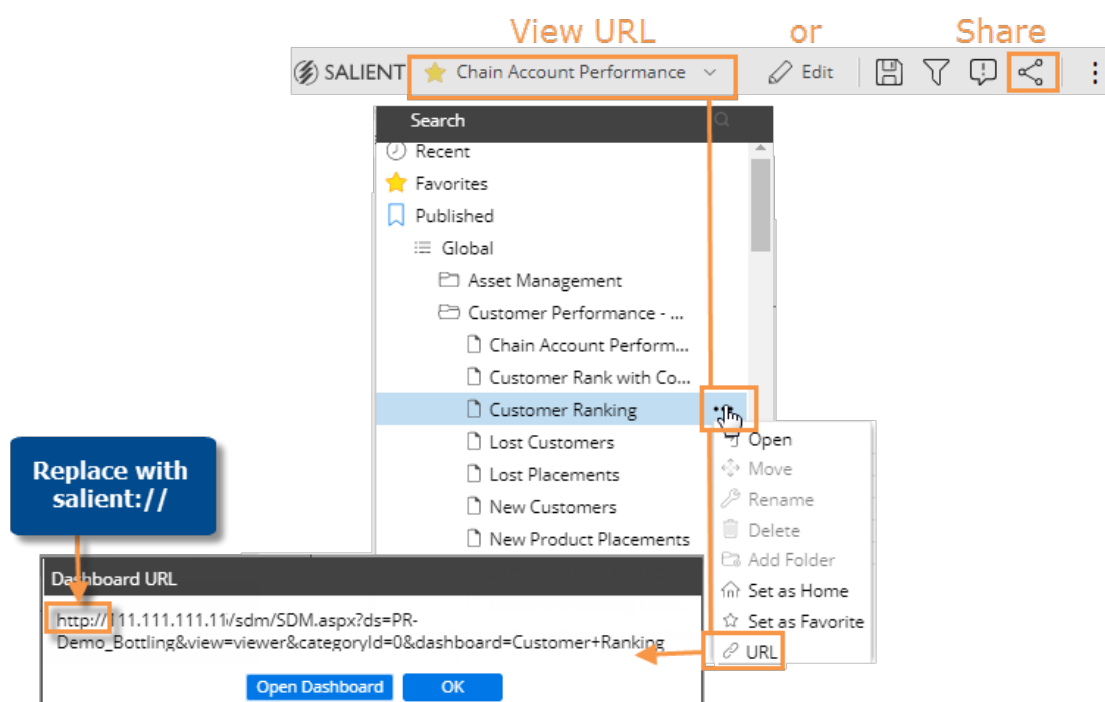 View URL or Share
SALIENT Chain Account Performance Edit
Search
Recent
Favorites
Published
Global
Asset Management
Customer Performance - ...
Chain Account Perform...
Customer Rank with Co...
Customer Ranking
Lost Customers
Lost Placements
New Customers
New Product Placements
Open
Move
Rename
Delete
Add Folder
Set as Home
Set as Favorite
URL
Replace with
salient://
Dashboard URL
http://111.111.111.11/sdm/SDM.aspx?ds=PR-
Demo_Bottling&view=viewer&categoryId=0&dashboard=Customer+Ranking
Open Dashboard OK